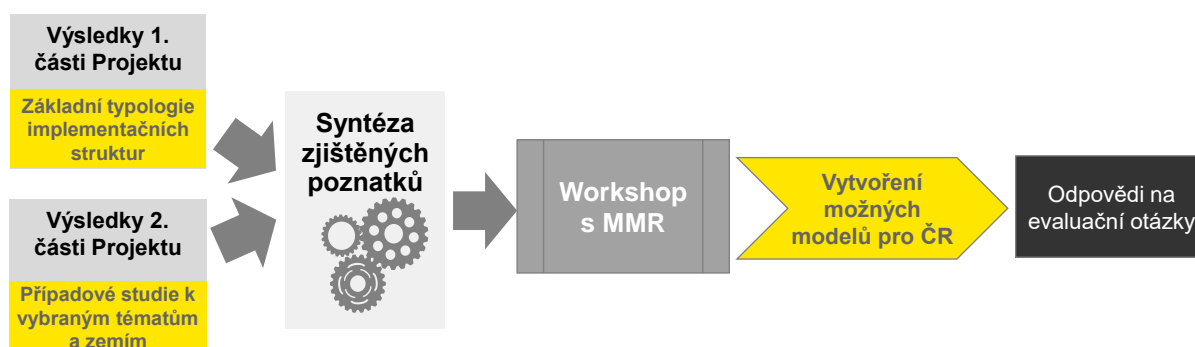 Výsledky 1.
části Projektu
Základní typologie
implementačních
struktur
Výsledky 2.
části Projektu
Případové studie k
vybraným tématům
a zemím
Syntéza
zjištěných
poznatků
Workshop
s MMR
Vytvoření
možných
modelů pro ČR
Odpovědi na
evaluační otázky